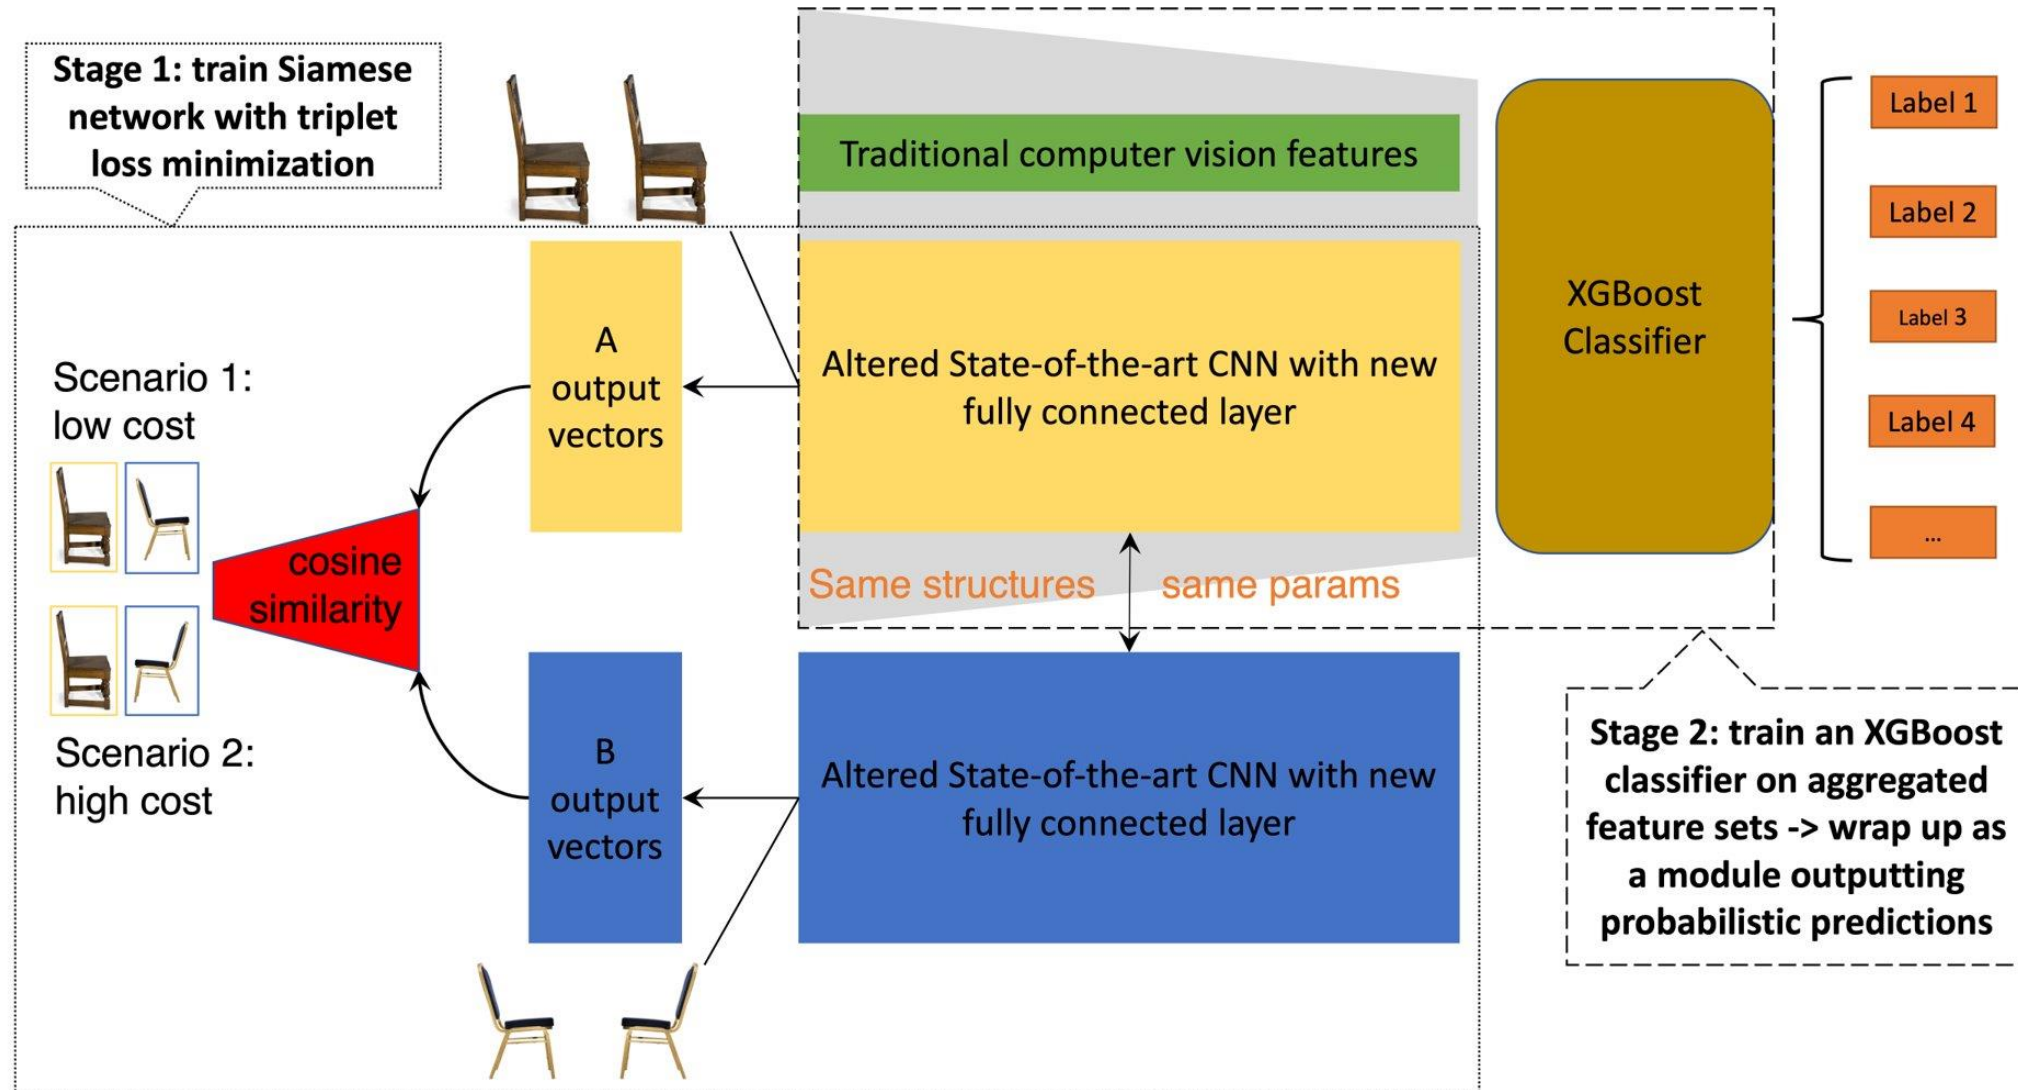 Stage 1: train Siamese
network with triplet
loss minimization
Traditional computer vision features
Label 1
Label 2
Label 3
Label 4
...
XGBoost
Classifier
A
output
vectors
Altered State-of-the-art CNN with new
fully connected layer
Scenario 1:
low cost
cosine
similarity
Same structures
same params
Scenario 2:
high cost
B
output
vectors
Altered State-of-the-art CNN with new
fully connected layer
Stage 2: train an XGBoost
classifier on aggregated
feature sets -> wrap up as
a module outputting
probabilistic predictions